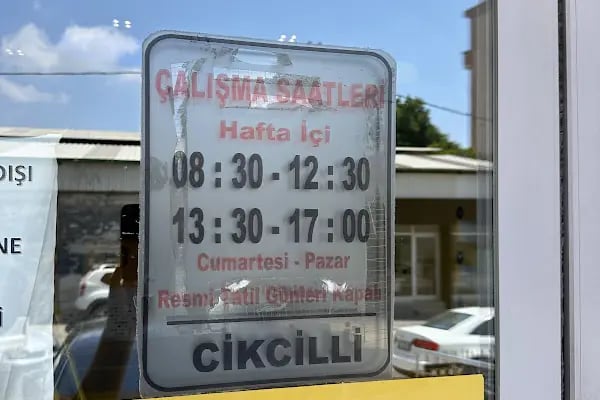 ÇALIŞMA SAATLERİ
Hafta İçi
08 : 30 - 12 : 30
13 : 30 - 17 : 00
Cumartesi - Pazar
Resmi Tatil Günleri Kapalı
CİKCİLLİ
DIŞI
NE
İ